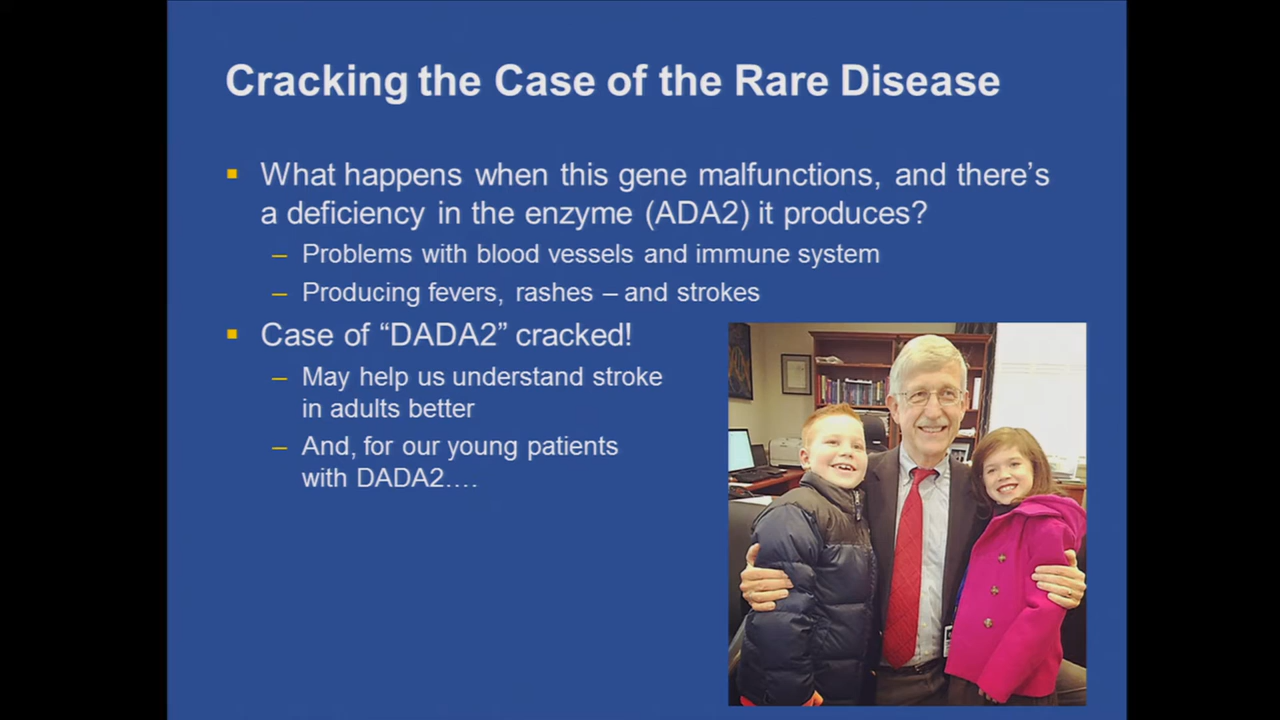 Cracking the Case of the Rare Disease
▪ What happens when this gene malfunctions, and there’s
a deficiency in the enzyme (ADA2) it produces?
– Problems with blood vessels and immune system
– Producing fevers, rashes – and strokes
▪ Case of “DADA2” cracked!
– May help us understand stroke
in adults better
– And, for our young patients
with DADA2….